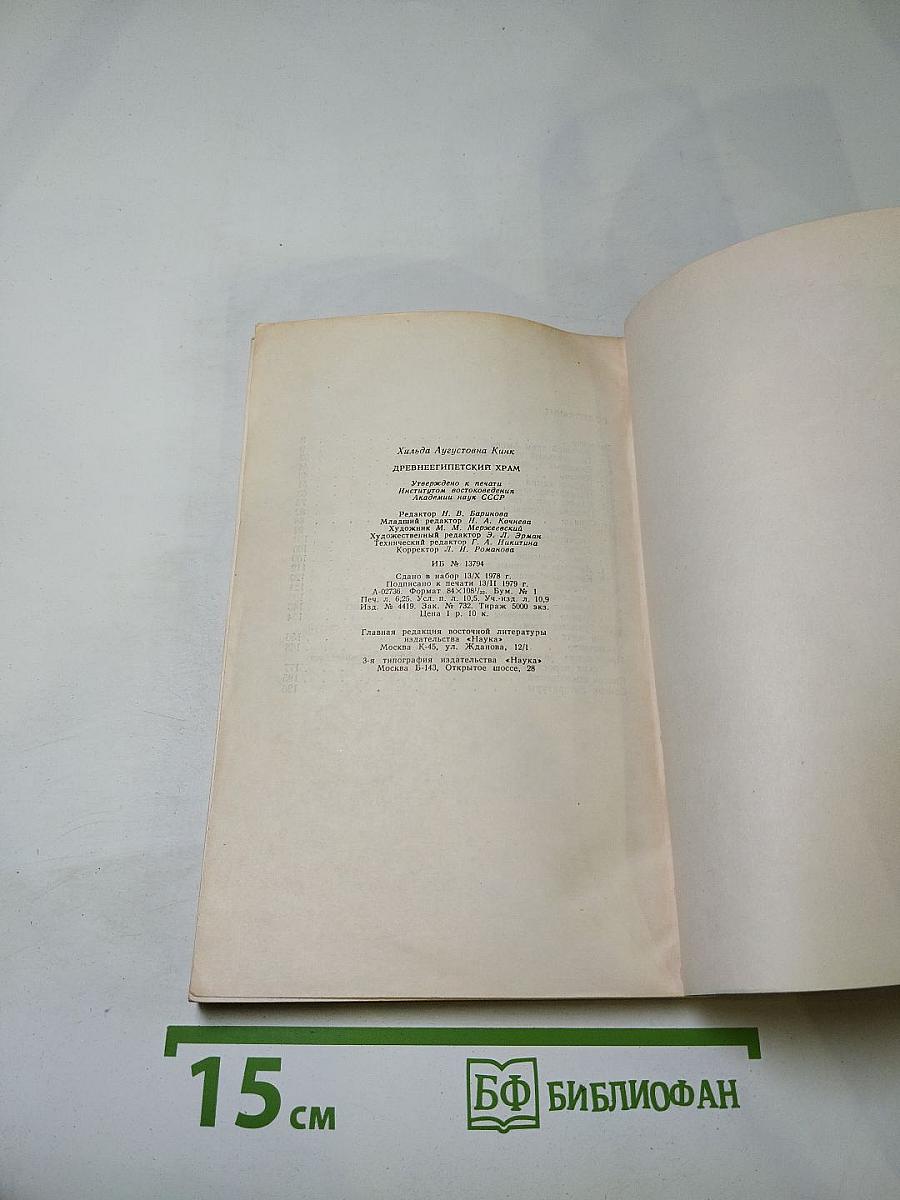 Хильда Аугустовна Кинк
ДРЕВНЕЕГИПЕТСКИЙ ХРАМ
Утверждено к печати
Институтом востоковедения
Академии наук СССР
Редактор Н. В. Баринова
Младший редактор Н. А. Кочнева
Художник М. М. Мержеевский
Художественный редактор Э. Л. Эрман
Технический редактор Г. А. Никитина
Корректор Л. И. Романова
ИБ № 13794
Сдано в набор 13/X 1978 г.
Подписано к печати 13/II 1979 г.
А-02736. Формат 84×108¹/₃₂. Бум. № 1
Печ. л. 6,25. Усл. п. л. 10,5. Уч.-изд. л. 10,9
Изд. № 4419. Зак. № 732. Тираж 5000 экз.
Цена 1 р. 10 к.
Главная редакция восточной литературы
издательства «Наука»
Москва К-45, ул. Жданова, 12/1
3-я типография издательства «Наука»
Москва Б-143, Открытое шоссе, 28
15 см
БФ БИБЛИОФАН